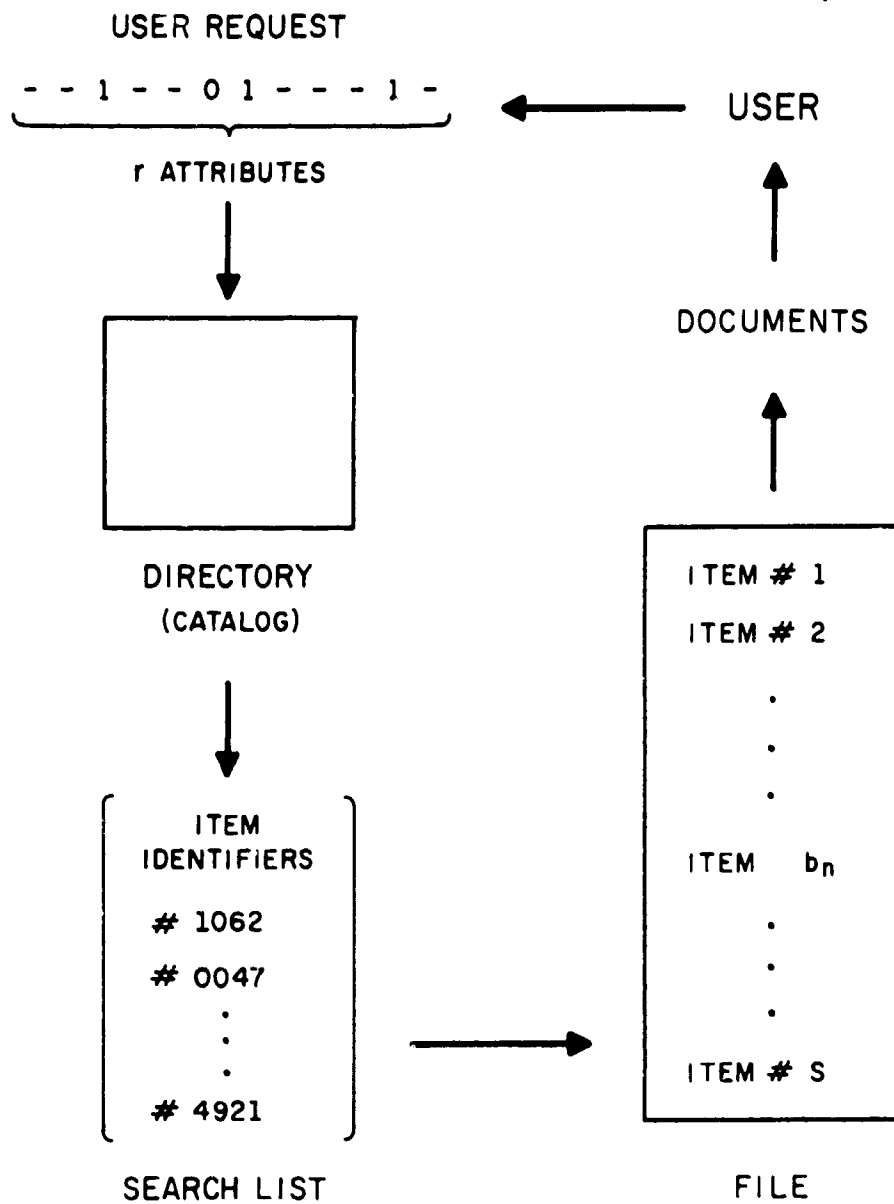 USER REQUEST
- - 1 - - 0 1 - - - 1 -
r ATTRIBUTES
DIRECTORY
(CATALOG)
ITEM
IDENTIFIERS
# 1062
# 0047
.
.
.
# 4921
SEARCH LIST
USER
DOCUMENTS
ITEM # 1
ITEM # 2
.
.
.
ITEM bn
.
.
.
ITEM # S
FILE